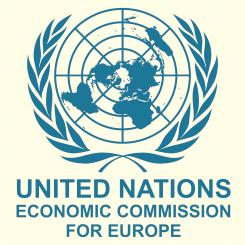 UNITED NATIONS
ECONOMIC COMMISSION
FOR EUROPE